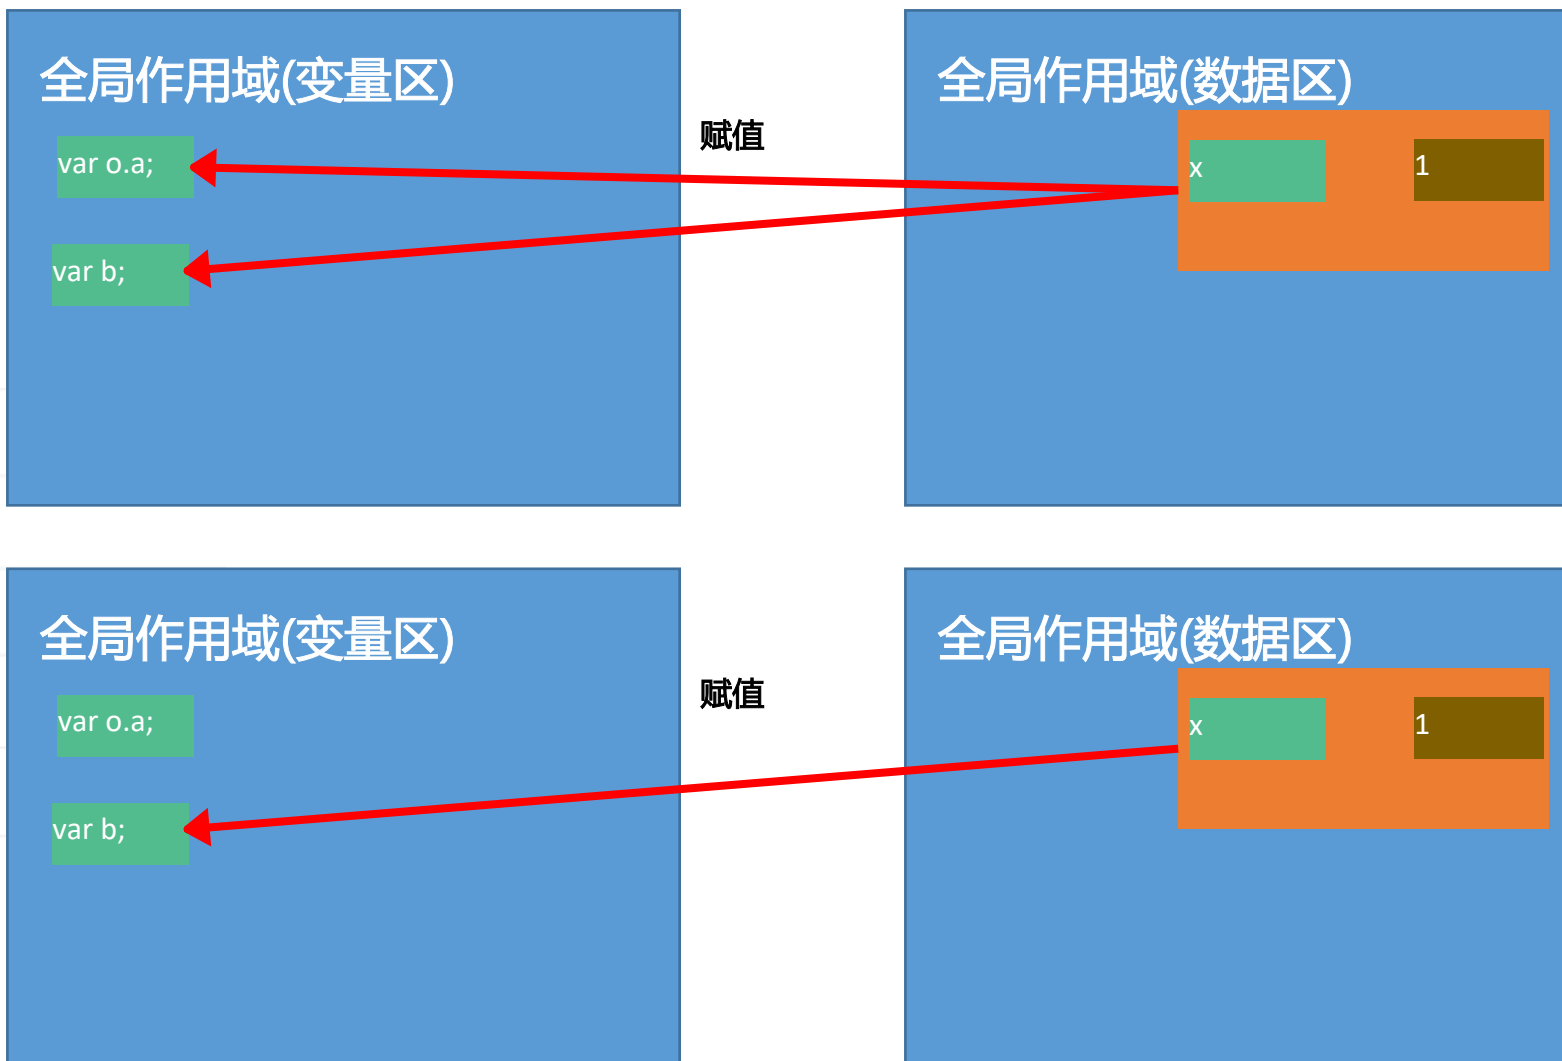 全局作用域(变量区)
全局作用域(数据区)
赋值
var o.a;
x
1
var b;
全局作用域(变量区)
全局作用域(数据区)
赋值
var o.a;
x
1
var b;